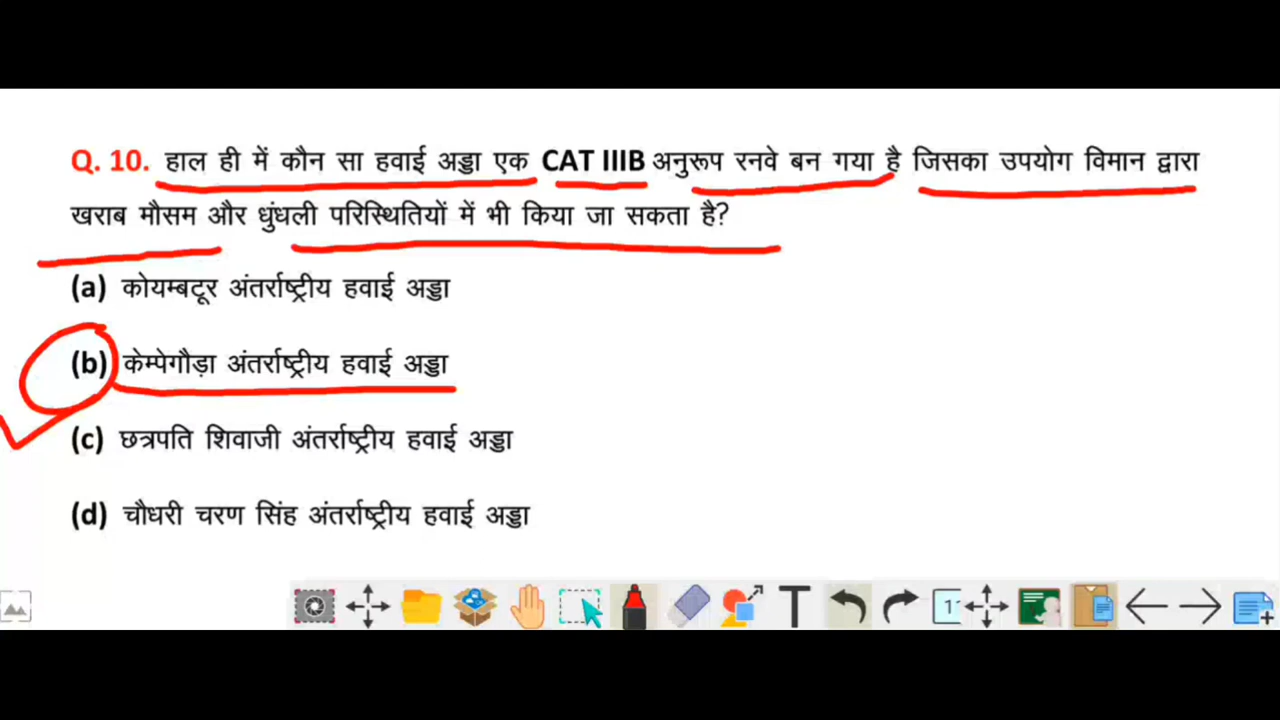 Q. 10. हाल ही में कौन सा हवाई अड्डा एक CAT IIIB अनुरूप रनवे बन गया है जिसका उपयोग विमान द्वारा
खराब मौसम और धुंधली परिस्थितियों में भी किया जा सकता है?
(a) कोयम्बटूर अंतर्राष्ट्रीय हवाई अड्डा
(b) केम्पेगौड़ा अंतर्राष्ट्रीय हवाई अड्डा
(c) छत्रपति शिवाजी अंतर्राष्ट्रीय हवाई अड्डा
(d) चौधरी चरण सिंह अंतर्राष्ट्रीय हवाई अड्डा